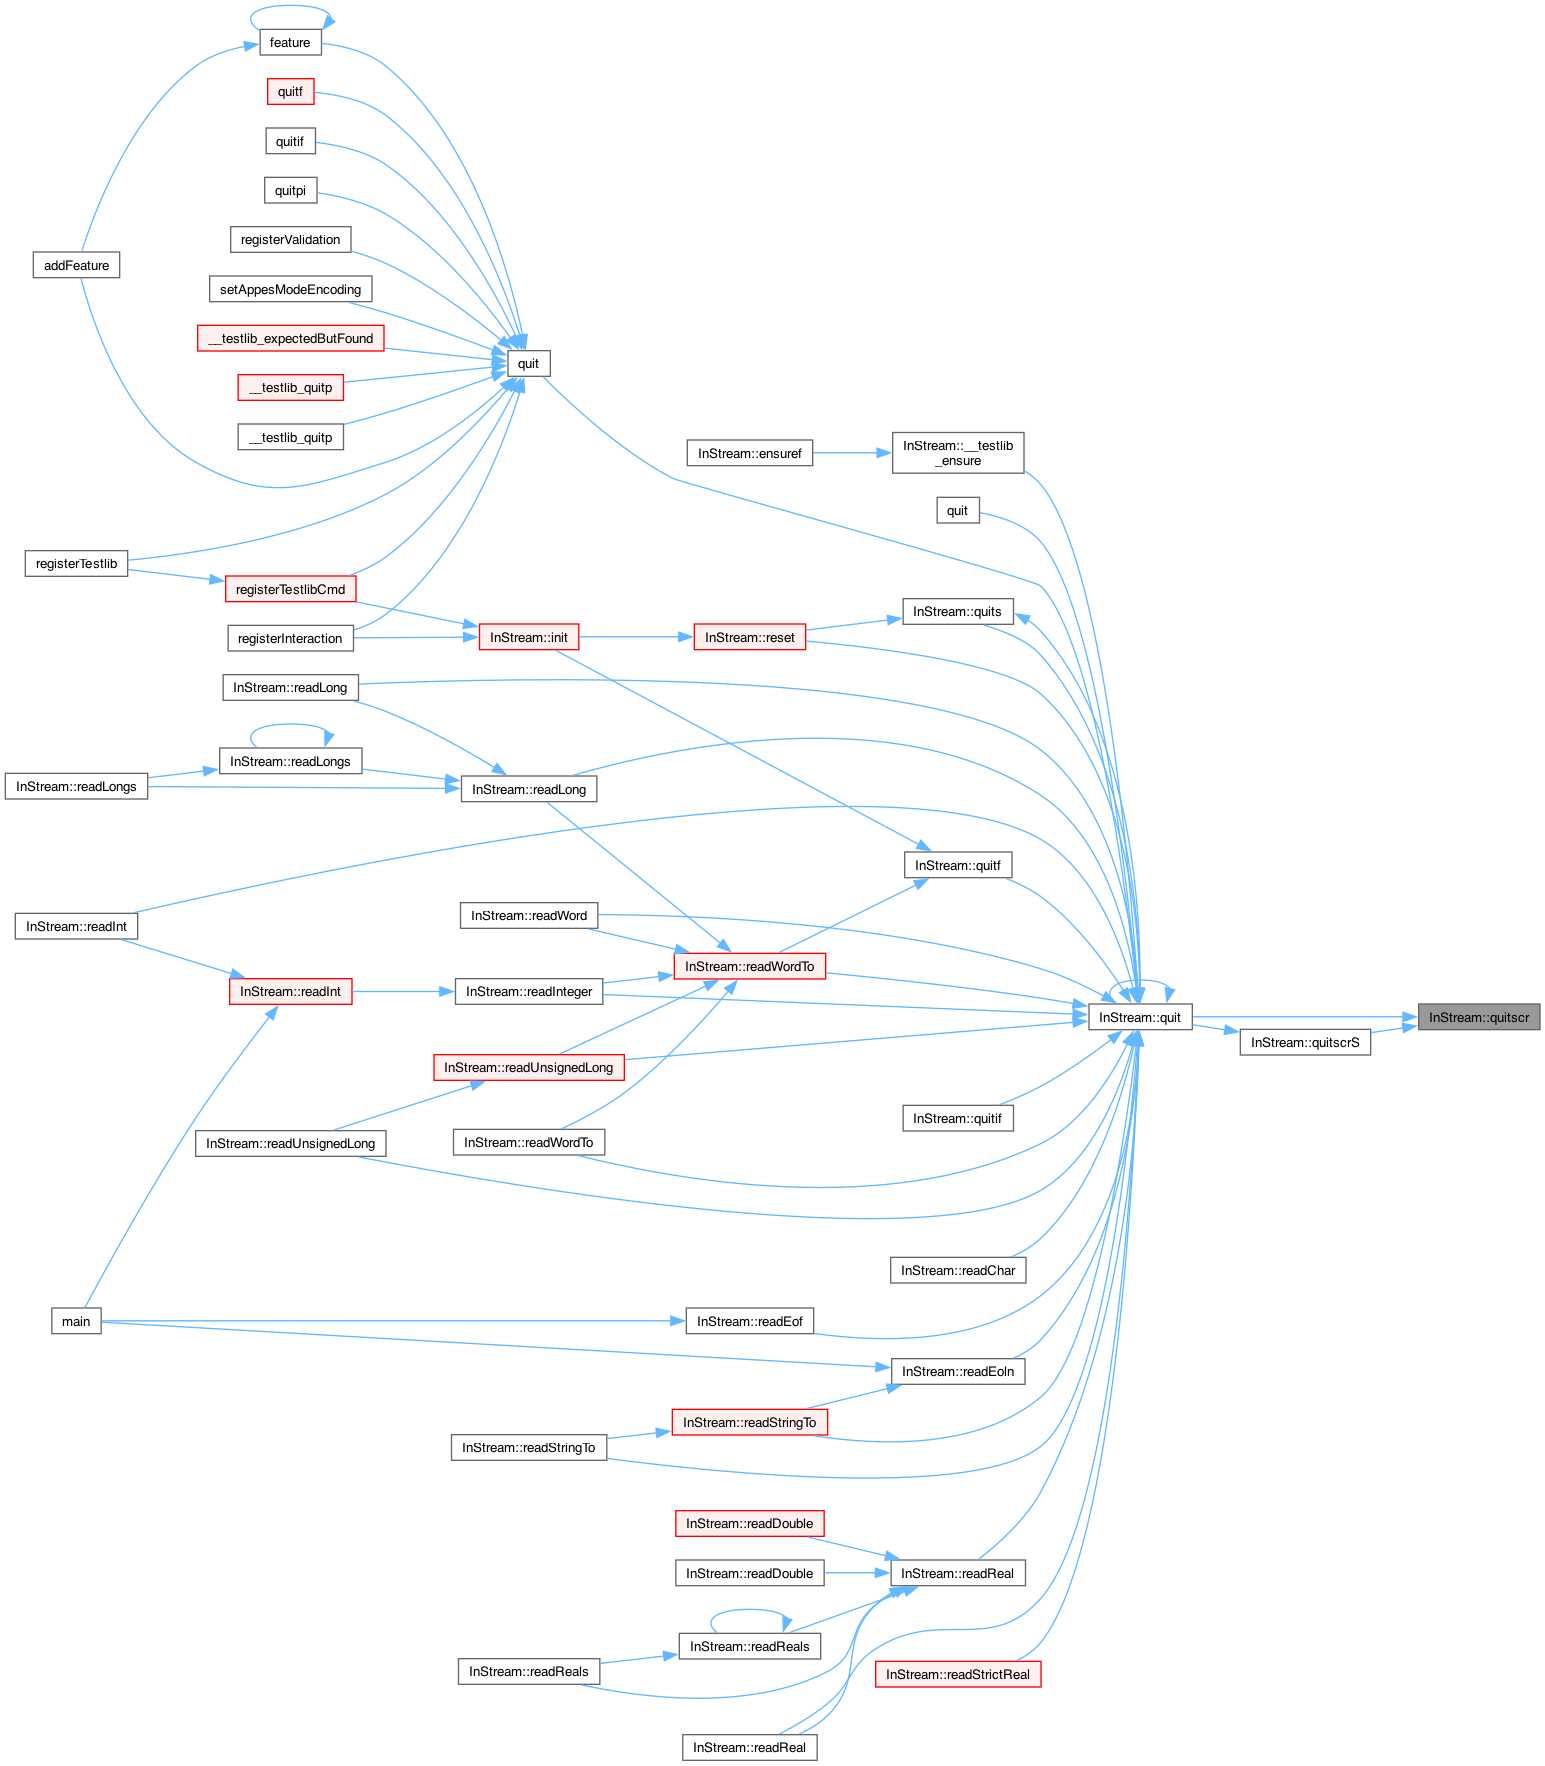 feature
quitf
quitif
quitpi
registerValidation
addFeature
setAppesModeEncoding
__testlib_expectedButFound
quit
__testlib_quitp
__testlib_quitp
InStream::ensuref
InStream::__testlib
_ensure
quit
registerTestlib
registerTestlibCmd
InStream::quits
registerInteraction
InStream::init
InStream::reset
InStream::readLong
InStream::readLongs
InStream::readLongs
InStream::readLong
InStream::quitf
InStream::readInt
InStream::readWord
InStream::readWordTo
InStream::readInt
InStream::readInteger
InStream::quit
InStream::quitscr
InStream::quitscrS
InStream::readUnsignedLong
InStream::quitif
InStream::readUnsignedLong
InStream::readWordTo
InStream::readChar
main
InStream::readEof
InStream::readEoln
InStream::readStringTo
InStream::readStringTo
InStream::readDouble
InStream::readDouble
InStream::readReal
InStream::readReals
InStream::readReals
InStream::readStrictReal
InStream::readReal